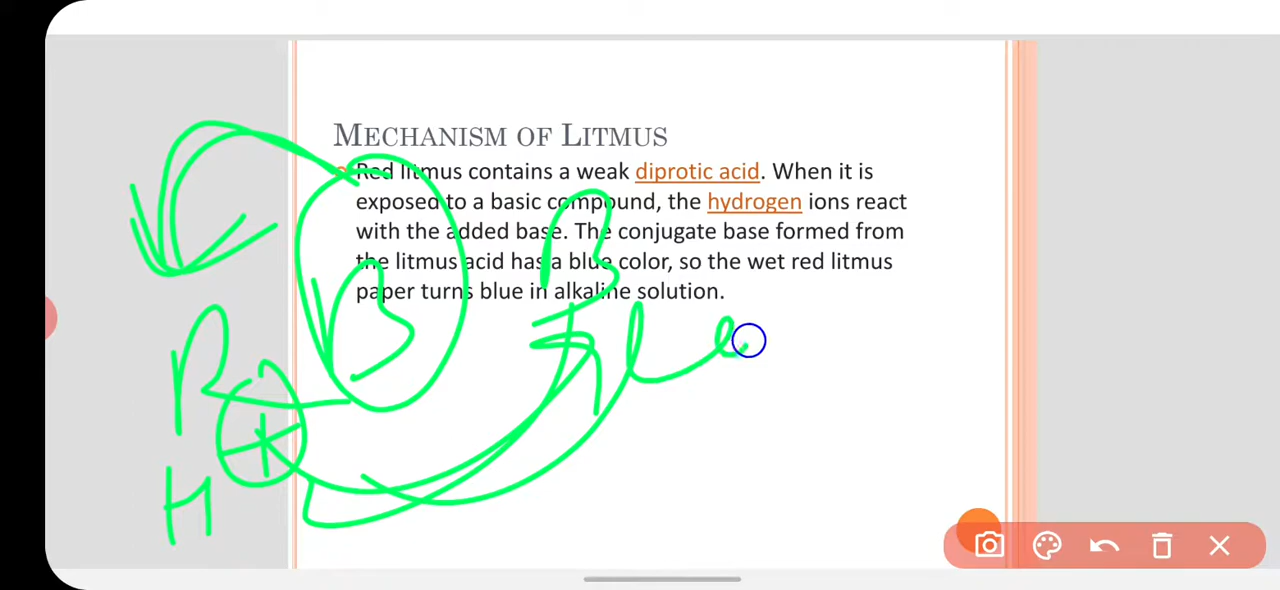 MECHANISM OF LITMUS
Red litmus contains a weak diprotic acid. When it is
exposed to a basic compound, the hydrogen ions react
with the added base. The conjugate base formed from
the litmus acid has a blue color, so the wet red litmus
paper turns blue in alkaline solution.
B
B
R
H +